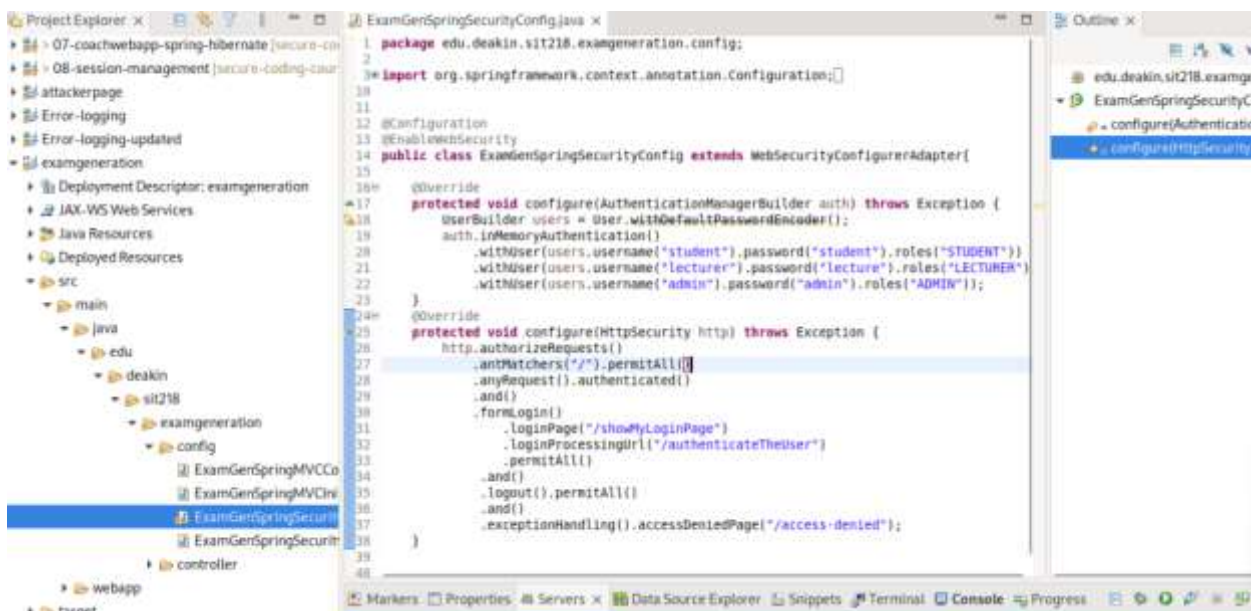 Project Explorer ×
07-coachwebapp-spring-hibernate [secure-co
08-session-management [secure-coding-cour
attackerpage
Error-logging
Error-logging-updated
examgeneration
Deployment Descriptor: examgeneration
JAX-WS Web Services
Java Resources
Deployed Resources
src
main
java
edu
deakin
sit218
examgeneration
config
ExamGenSpringMVCCo
ExamGenSpringMVCIni
ExamGenSpringSecurit
ExamGenSpringSecurit
controller
webapp
target
ExamGenSpringSecurityConfig.java ×
1 package edu.deakin.sit218.examgeneration.config;
2
3 import org.springframework.context.annotation.Configuration;
10
11
12 @Configuration
13 @EnableWebSecurity
14 public class ExamGenSpringSecurityConfig extends WebSecurityConfigurerAdapter{
15
16 @Override
17 protected void configure(AuthenticationManagerBuilder auth) throws Exception {
18 UserBuilder users = User.withDefaultPasswordEncoder();
19 auth.inMemoryAuthentication()
20 .withUser(users.username("student").password("student").roles("STUDENT"))
21 .withUser(users.username("lecturer").password("lecture").roles("LECTURER")
22 .withUser(users.username("admin").password("admin").roles("ADMIN"));
23 }
24 @Override
25 protected void configure(HttpSecurity http) throws Exception {
26 http.authorizeRequests()
27 .antMatchers("/").permitAll()
28 .anyRequest().authenticated()
29 .and()
30 .formLogin()
31 .loginPage("/showMyLoginPage")
32 .loginProcessingUrl("/authenticateTheUser")
33 .permitAll()
34 .and()
35 .logout().permitAll()
36 .and()
37 .exceptionHandling().accessDeniedPage("/access-denied");
38 }
39
40
Outline ×
edu.deakin.sit218.examge
ExamGenSpringSecurityC
configure(Authenticatio
configure(HttpSecurity
Markers Properties Servers × Data Source Explorer Snippets Terminal Console Progress